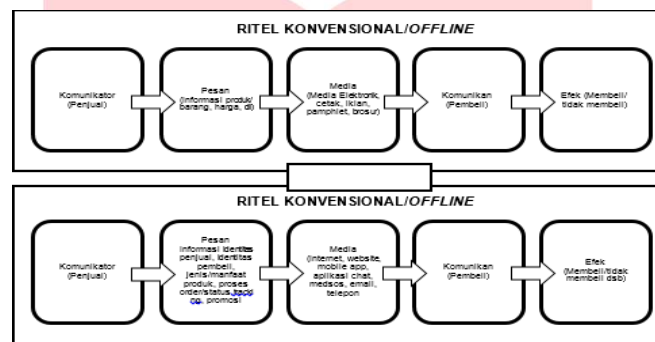 RITEL KONVENSIONAL/OFFLINE
Komunikator
(Penjual)
Pesan
(Informasi produk/
barang, harga, dll)
Media
(Media Elektronik,
cetak, iklan,
pamphlet, brosur)
Komunikan
(Pembeli)
Efek (Membeli/
tidak membeli)
RITEL KONVENSIONAL/OFFLINE
Komunikator
(Penjual)
Pesan
Informasi identitas
penjual, identitas
pembeli,
jenis/manfaat
produk, proses
order/status,
promosi
Media
(Internet, website,
mobile app,
aplikasi chat,
medsos, email,
telepon
Komunikan
(Pembeli)
Efek
(Membeli/tidak
membeli dsb)